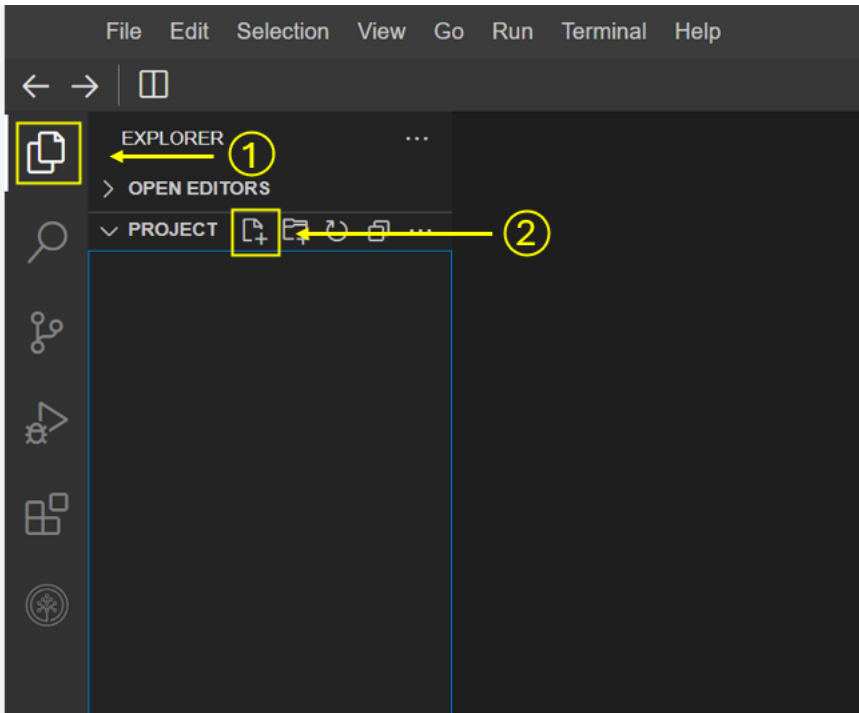 File Edit Selection View Go Run Terminal Help
EXPLORER ...
1
> OPEN EDITORS
PROJECT ...
2